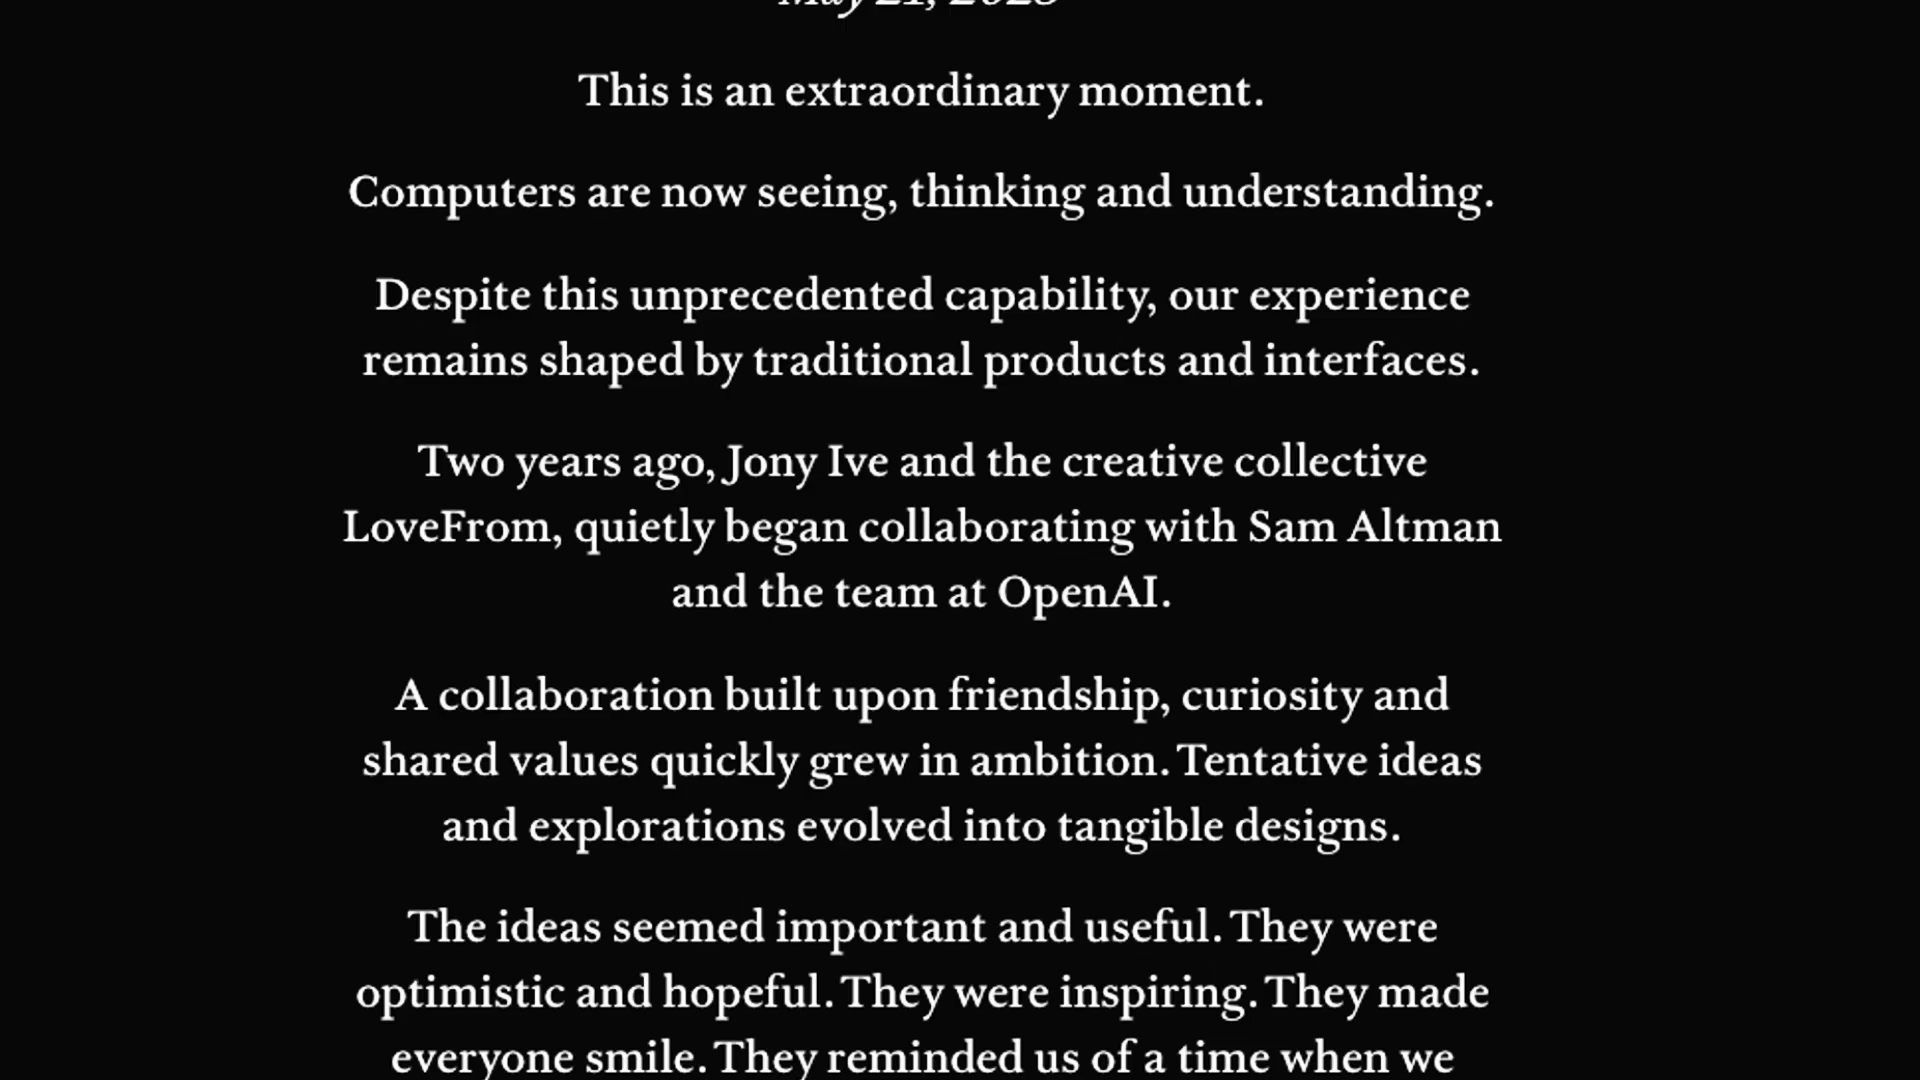 May 21, 2025
This is an extraordinary moment.
Computers are now seeing, thinking and understanding.
Despite this unprecedented capability, our experience
remains shaped by traditional products and interfaces.
Two years ago, Jony Ive and the creative collective
LoveFrom, quietly began collaborating with Sam Altman
and the team at OpenAI.
A collaboration built upon friendship, curiosity and
shared values quickly grew in ambition. Tentative ideas
and explorations evolved into tangible designs.
The ideas seemed important and useful. They were
optimistic and hopeful. They were inspiring. They made
everyone smile. They reminded us of a time when we